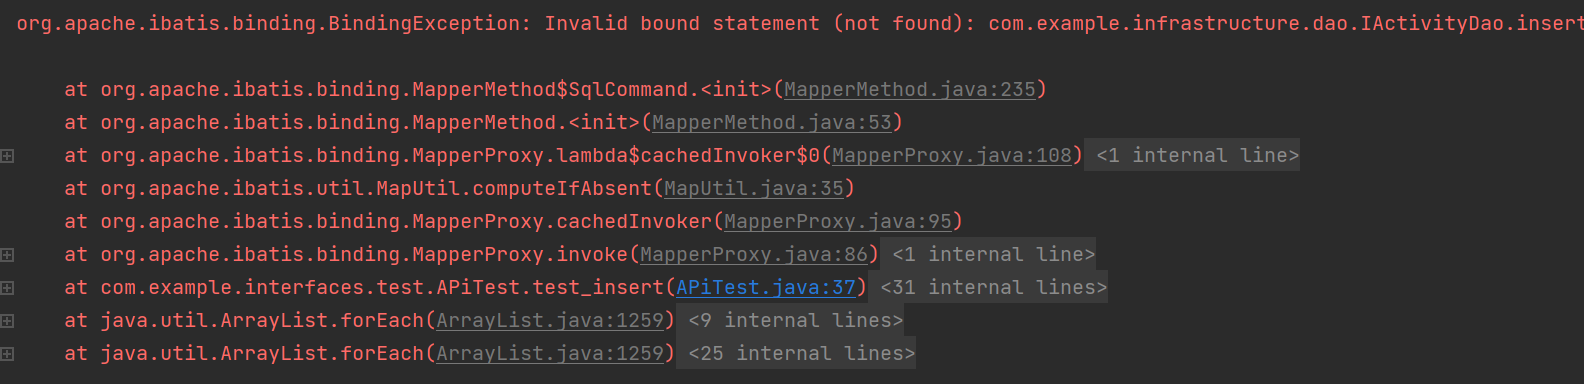 org.apache.ibatis.binding.BindingException: Invalid bound statement (not found): com.example.infrastructure.dao.IActivityDao.insert
at org.apache.ibatis.binding.MapperMethod$SqlCommand.<init>(MapperMethod.java:235)
at org.apache.ibatis.binding.MapperMethod.<init>(MapperMethod.java:53)
at org.apache.ibatis.binding.MapperProxy.lambda$cachedInvoker$0(MapperProxy.java:108) <1 internal line>
at org.apache.ibatis.util.MapUtil.computeIfAbsent(MapUtil.java:35)
at org.apache.ibatis.binding.MapperProxy.cachedInvoker(MapperProxy.java:95)
at org.apache.ibatis.binding.MapperProxy.invoke(MapperProxy.java:86) <1 internal line>
at com.example.interfaces.test.APiTest.test_insert(APiTest.java:37) <31 internal lines>
at java.util.ArrayList.forEach(ArrayList.java:1259) <9 internal lines>
at java.util.ArrayList.forEach(ArrayList.java:1259) <25 internal lines>